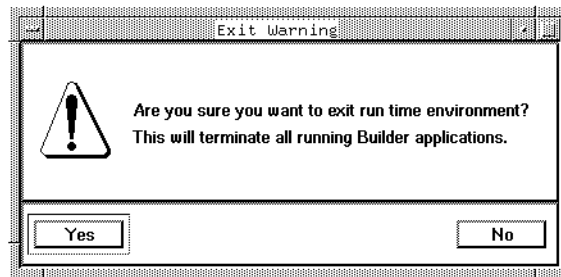 Exit Warning
Are you sure you want to exit run time environment?
This will terminate all running Builder applications.
Yes
No